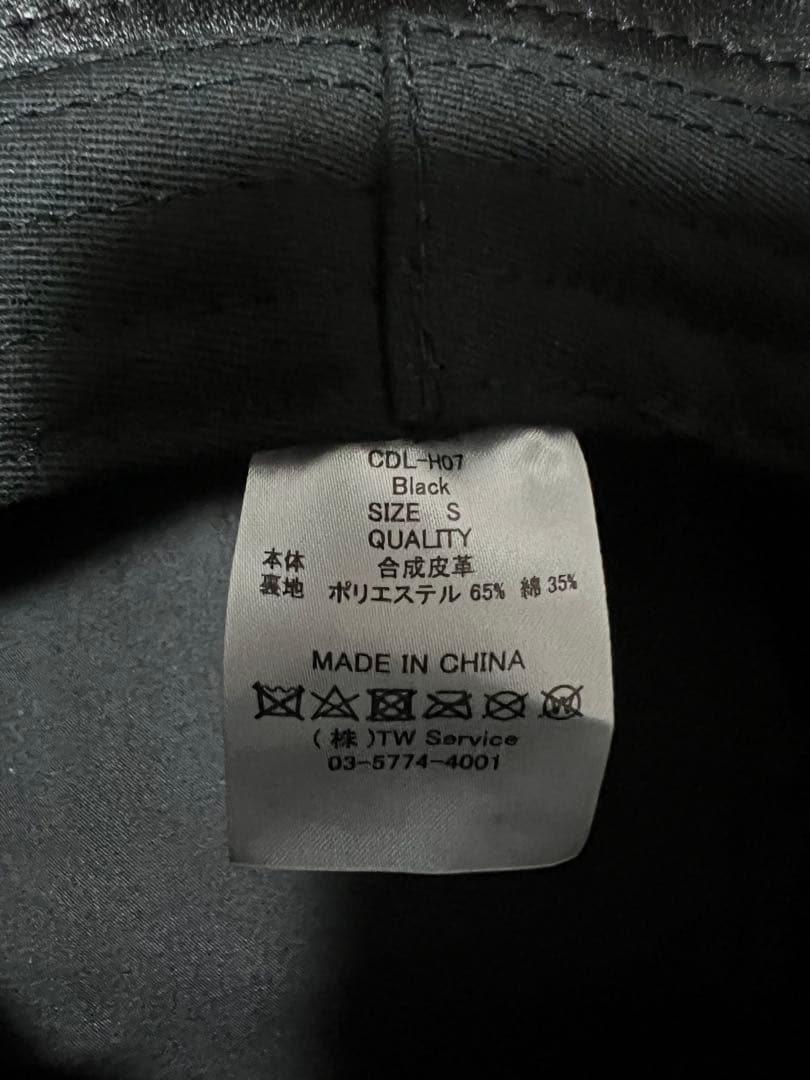 CDL-H07
Black
SIZE S
QUALITY
本体 合成皮革
裏地 ポリエステル 65% 綿 35%
MADE IN CHINA
W
(株)TW Service
03-5774-4001